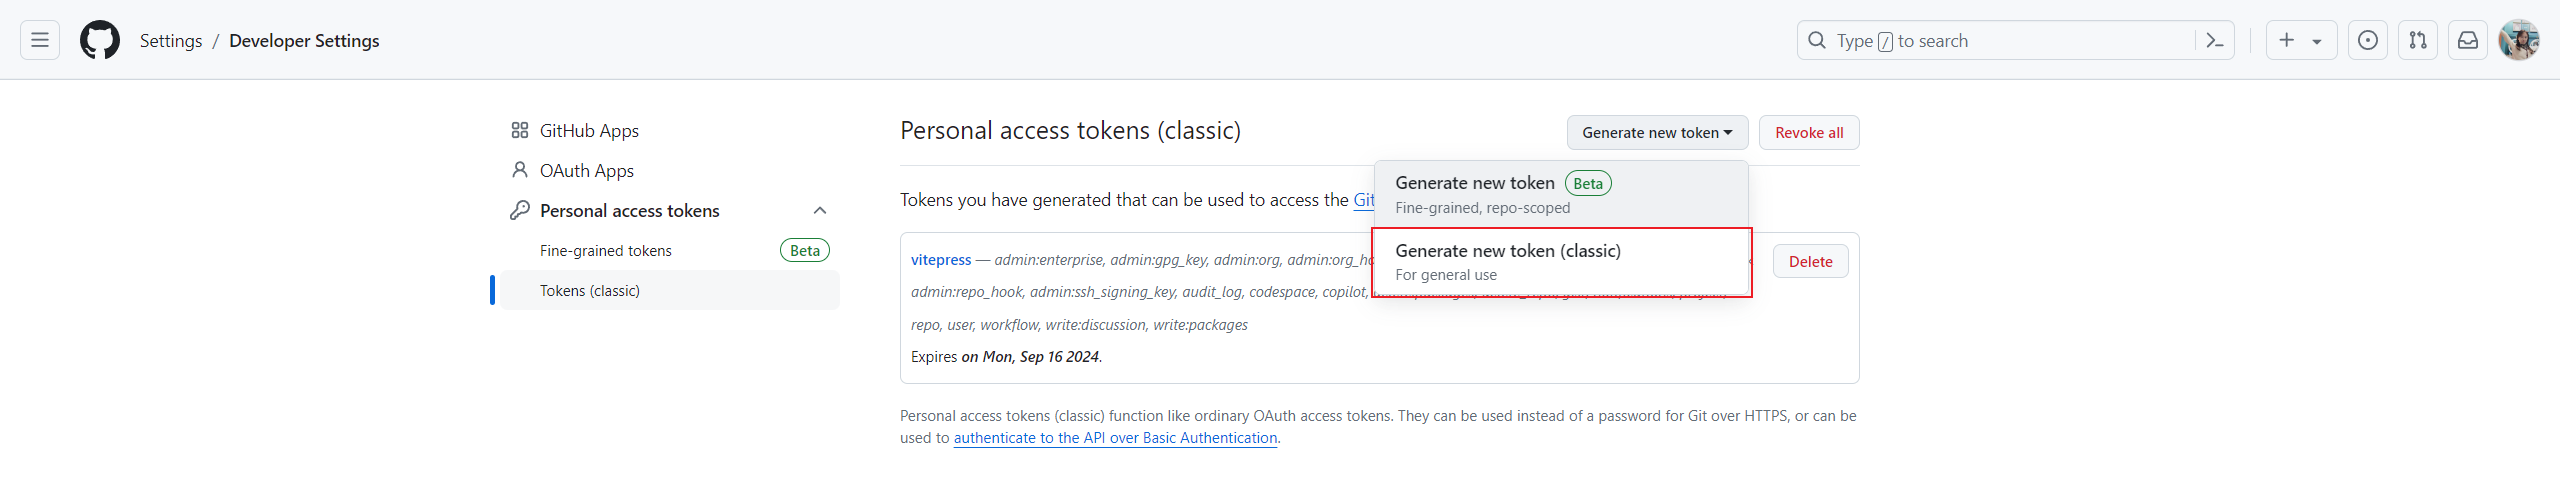 Settings / Developer Settings
Type / to search
GitHub Apps
OAuth Apps
Personal access tokens
Fine-grained tokens Beta
Tokens (classic)
Personal access tokens (classic)
Generate new token
Revoke all
Generate new token Beta
Fine-grained, repo-scoped
Generate new token (classic)
For general use
Tokens you have generated that can be used to access the Git
vitepress — admin:enterprise, admin:gpg_key, admin:org,
Delete
admin:repo_hook, admin:ssh_signing_key, audit_log, codespace, copilot,
repo, user, workflow, write:discussion, write:packages
Expires on Mon, Sep 16 2024.
Personal access tokens (classic) function like ordinary OAuth access tokens. They can be used instead of a password for Git over HTTPS, or can be
used to authenticate to the API over Basic Authentication.